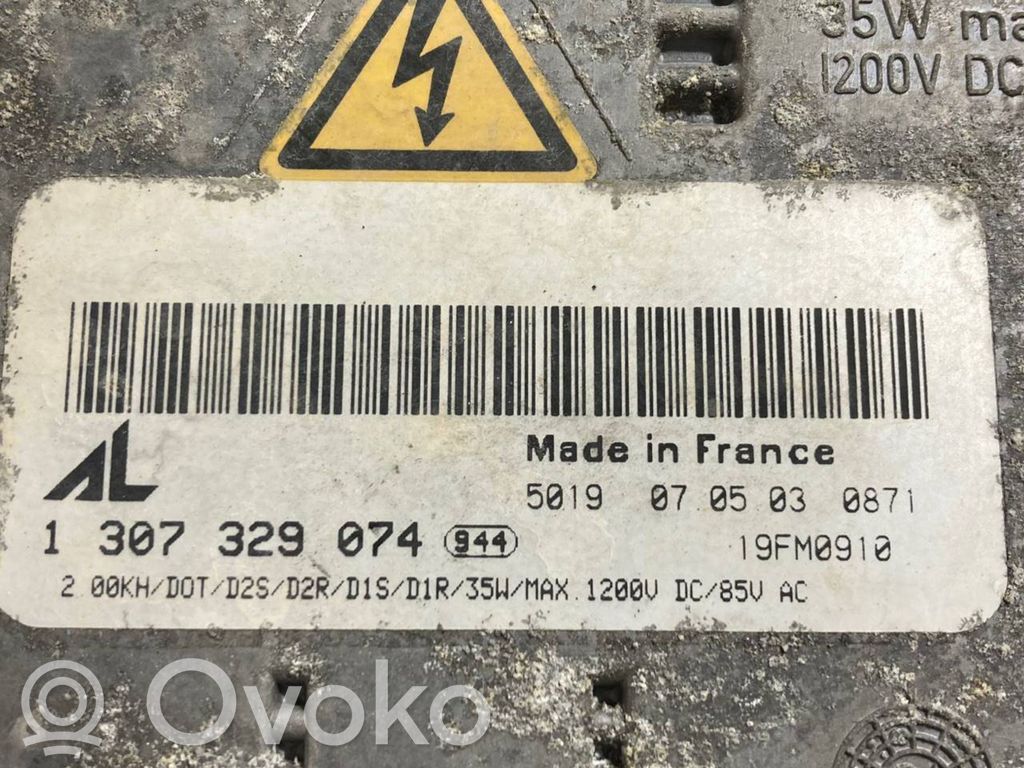 35W
1200V DC
AL
Made in France
5019 07 05 03 0871
1 307 329 074 944
19FM0910
2 00KH/DOT/D2S/D2R/D1S/D1R/35W/MAX 1200V DC/85V AC
R Ovoko